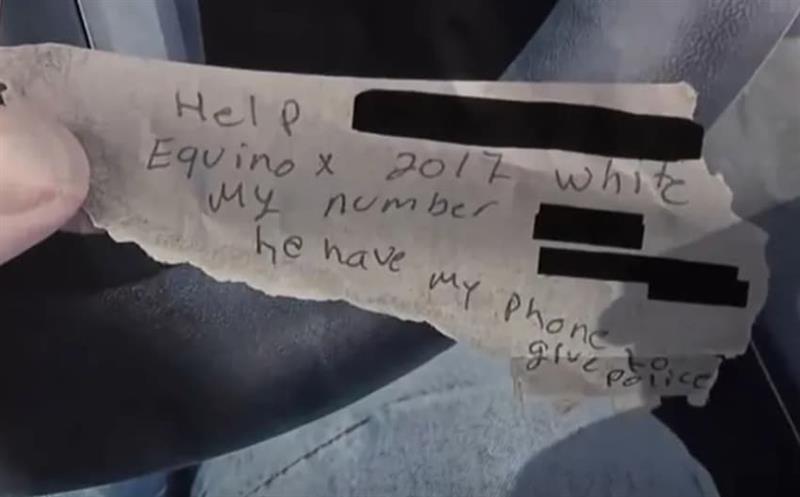 Help
Equinox 2017 white
My number
he have my phone
give to
police